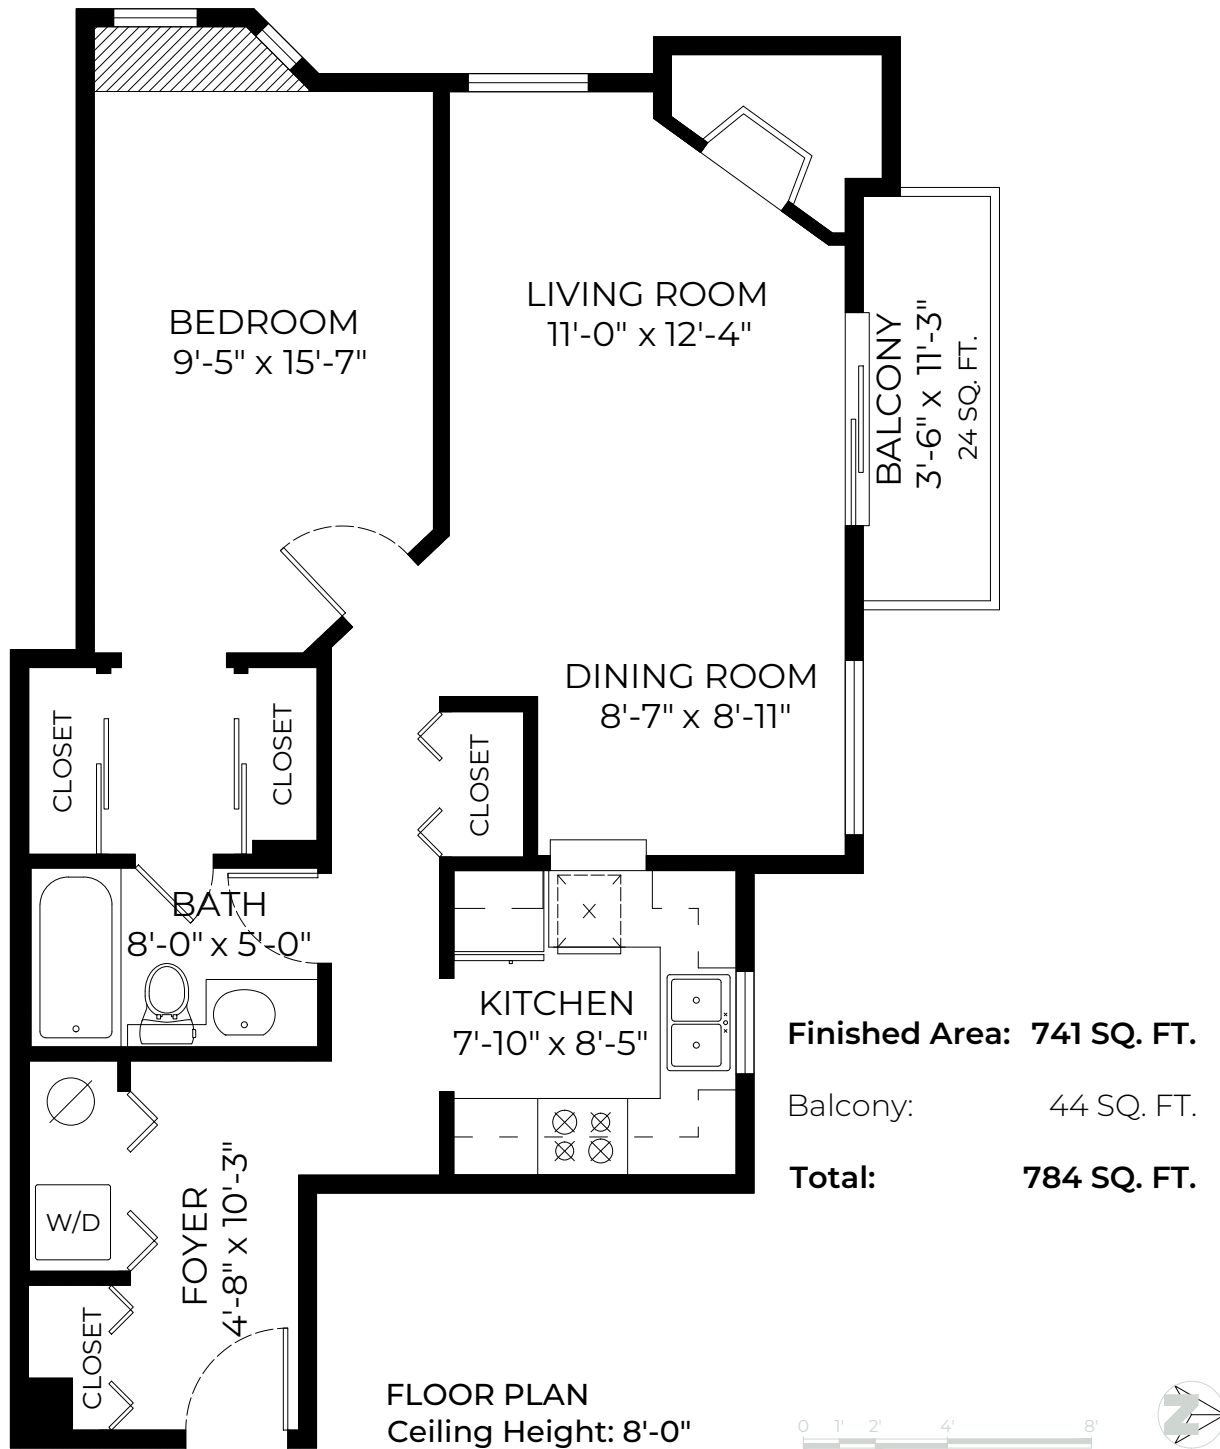 BEDROOM
9'-5" x 15'-7"
LIVING ROOM
11'-0" x 12'-4"
BALCONY
3'-6" x 11'-3"
24 SQ. FT.
DINING ROOM
8'-7" x 8'-11"
CLOSET
CLOSET
CLOSET
BATH
8'-0" x 5'-0"
KITCHEN
7'-10" x 8'-5"
Finished Area: 741 SQ. FT.
Balcony: 44 SQ. FT.
Total: 784 SQ. FT.
W/D
FOYER
4'-8" x 10'-3"
CLOSET
FLOOR PLAN
Ceiling Height: 8'-0"
0 1' 2' 4' 8'
Z